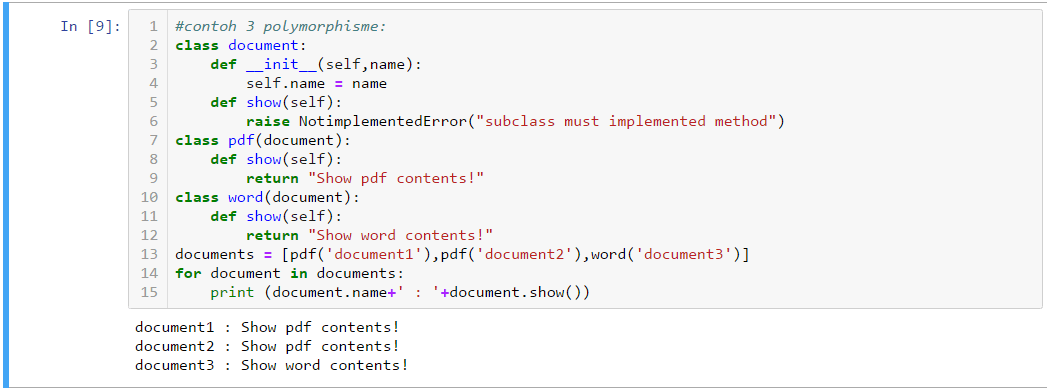 In [9]:
1 #contoh 3 polymorphisme:
2 class document:
3     def __init__(self,name):
4         self.name = name
5     def show(self):
6         raise NotimplementedError("subclass must implemented method")
7 class pdf(document):
8     def show(self):
9         return "Show pdf contents!"
10 class word(document):
11     def show(self):
12         return "Show word contents!"
13 documents = [pdf('document1'),pdf('document2'),word('document3')]
14 for document in documents:
15     print (document.name+' : '+document.show())
document1 : Show pdf contents!
document2 : Show pdf contents!
document3 : Show word contents!